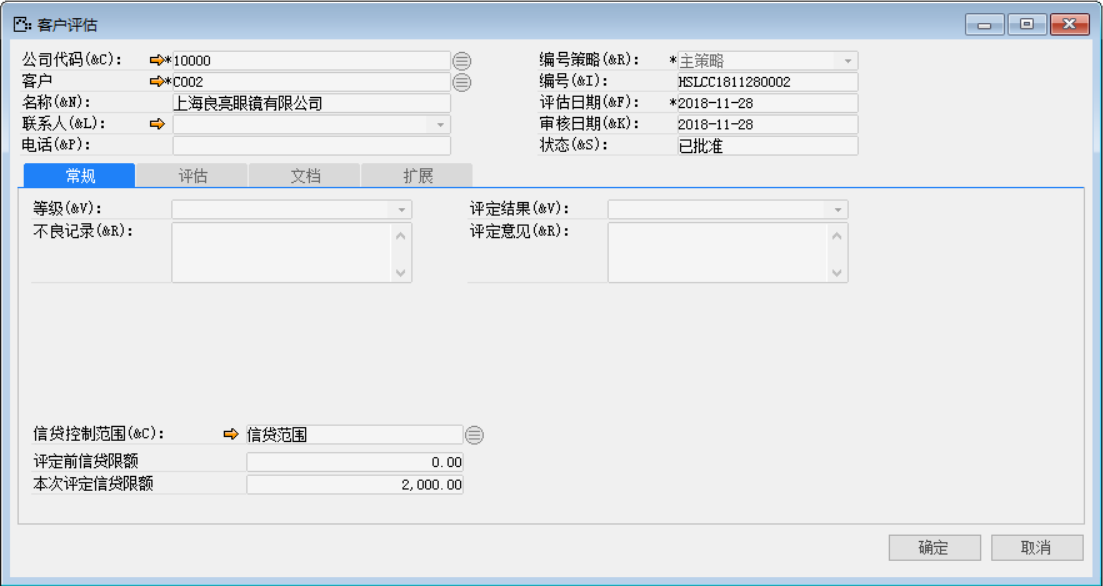 客户评估
公司代码(&C): *10000 编号策略(&R): *主策略
客户 *C002 编号(&I): HSLCC1811280002
名称(&N): 上海良亮眼镜有限公司 评估日期(&F): *2018-11-28
联系人(&L): 审核日期(&K): 2018-11-28
电话(&P): 状态(&S): 已批准
常规 评估 文档 扩展
等级(&V): 评定结果(&V):
不良记录(&R): 评定意见(&R):
信贷控制范围(&C): 信贷范围
评定前信贷限额 0.00
本次评定信贷限额 2,000.00
确定 取消